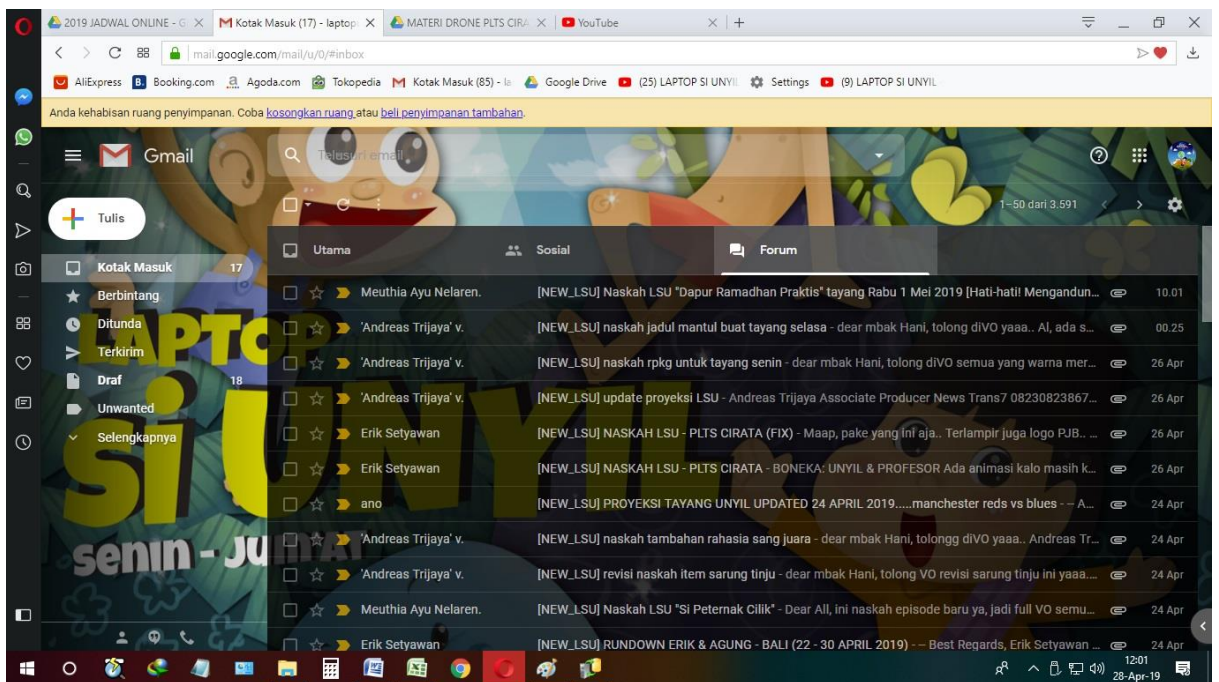 2019 JADWAL ONLINE - G
Kotak Masuk (17) - laptop
MATERI DRONE PLTS CIRA
YouTube
mail.google.com/mail/u/0/#inbox
AliExpress
Booking.com
Agoda.com
Tokopedia
Kotak Masuk (85) - la
Google Drive
(25) LAPTOP SI UNYIL
Settings
(9) LAPTOP SI UNYIL -
Anda kehabisan ruang penyimpanan. Coba kosongkan ruang atau beli penyimpanan tambahan.
Gmail
Telusuri email
1–50 dari 3.591
Tulis
Utama
Sosial
Forum
Kotak Masuk 17
Berbintang
Ditunda
Terkirim
Draf 18
Unwanted
Selengkapnya
LAPTOP
SI U
senin - JUMAT
Meuthia Ayu Nelaren. [NEW_LSU] Naskah LSU "Dapur Ramadhan Praktis" tayang Rabu 1 Mei 2019 [Hati-hati! Mengandun... 10.01
'Andreas Trijaya' v. [NEW_LSU] naskah jadul mantul buat tayang selasa - dear mbak Hani, tolong diVO yaaa.. Al, ada s... 00.25
'Andreas Trijaya' v. [NEW_LSU] naskah rpkg untuk tayang senin - dear mbak Hani, tolong diVO semua yang warna mer... 26 Apr
'Andreas Trijaya' v. [NEW_LSU] update proyeksi LSU - Andreas Trijaya Associate Producer News Trans7 08230823867... 26 Apr
Erik Setyawan [NEW_LSU] NASKAH LSU - PLTS CIRATA (FIX) - Maap, pake yang ini aja.. Terlampir juga logo PJB.. ... 26 Apr
Erik Setyawan [NEW_LSU] NASKAH LSU - PLTS CIRATA - BONEKA: UNYIL & PROFESOR Ada animasi kalo masih k... 26 Apr
ano [NEW_LSU] PROYEKSI TAYANG UNYIL UPDATED 24 APRIL 2019.....manchester reds vs blues - -- A... 24 Apr
'Andreas Trijaya' v. [NEW_LSU] naskah tambahan rahasia sang juara - dear mbak Hani, tolongg diVO yaaa.. Andreas Tr... 24 Apr
'Andreas Trijaya' v. [NEW_LSU] revisi naskah item sarung tinju - dear mbak Hani, tolong VO revisi sarung tinju ini yaaa.... 24 Apr
Meuthia Ayu Nelaren. [NEW_LSU] Naskah LSU "Si Peternak Cilik" - Dear All, ini naskah episode baru ya, jadi full VO semu... 24 Apr
Erik Setyawan [NEW_LSU] RUNDOWN ERIK & AGUNG - BALI (22 - 30 APRIL 2019) - -- Best Regards, Erik Setyawan ... 24 Apr
12:01
28-Apr-19